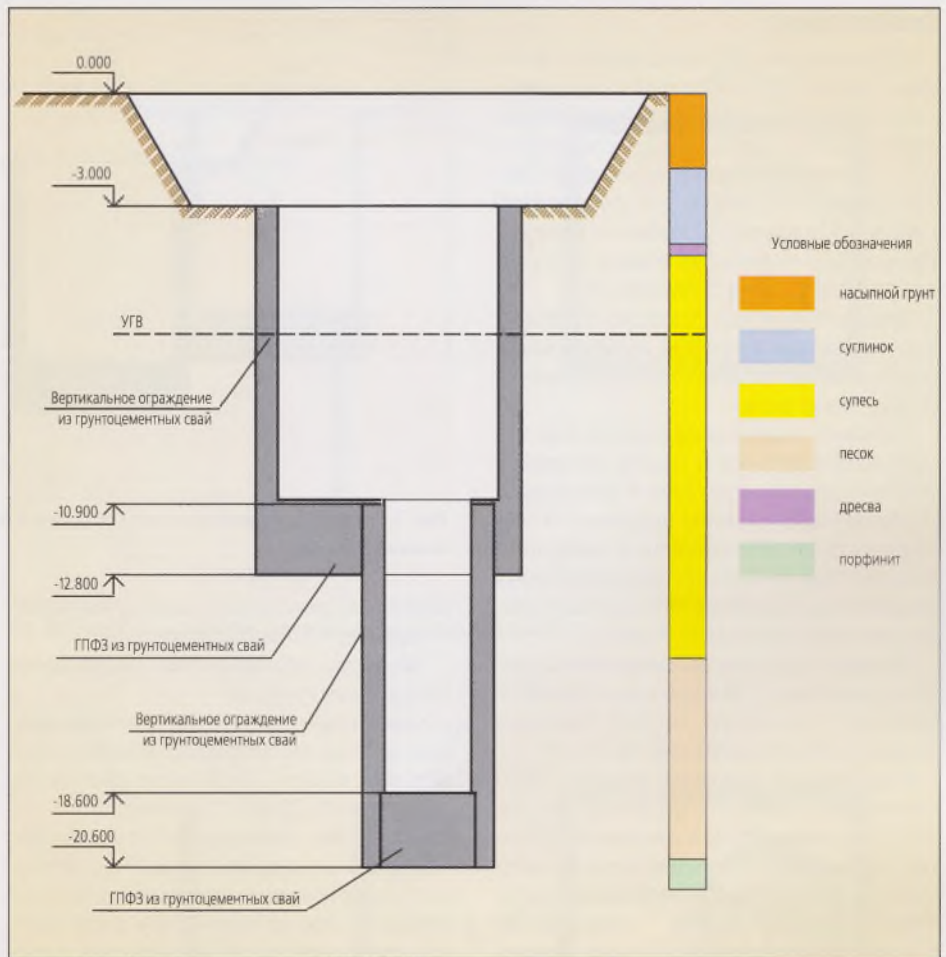 0.000
-3.000
Условные обозначения
насыпной грунт
УГВ
суглинок
Вертикальное ограждение
из грунтоцементных свай
супесь
песок
-10.900
дресва
-12.800
порфинит
ГПФЗ из грунтоцементных свай
Вертикальное ограждение
из грунтоцементных свай
-18.600
-20.600
ГПФЗ из грунтоцементных свай